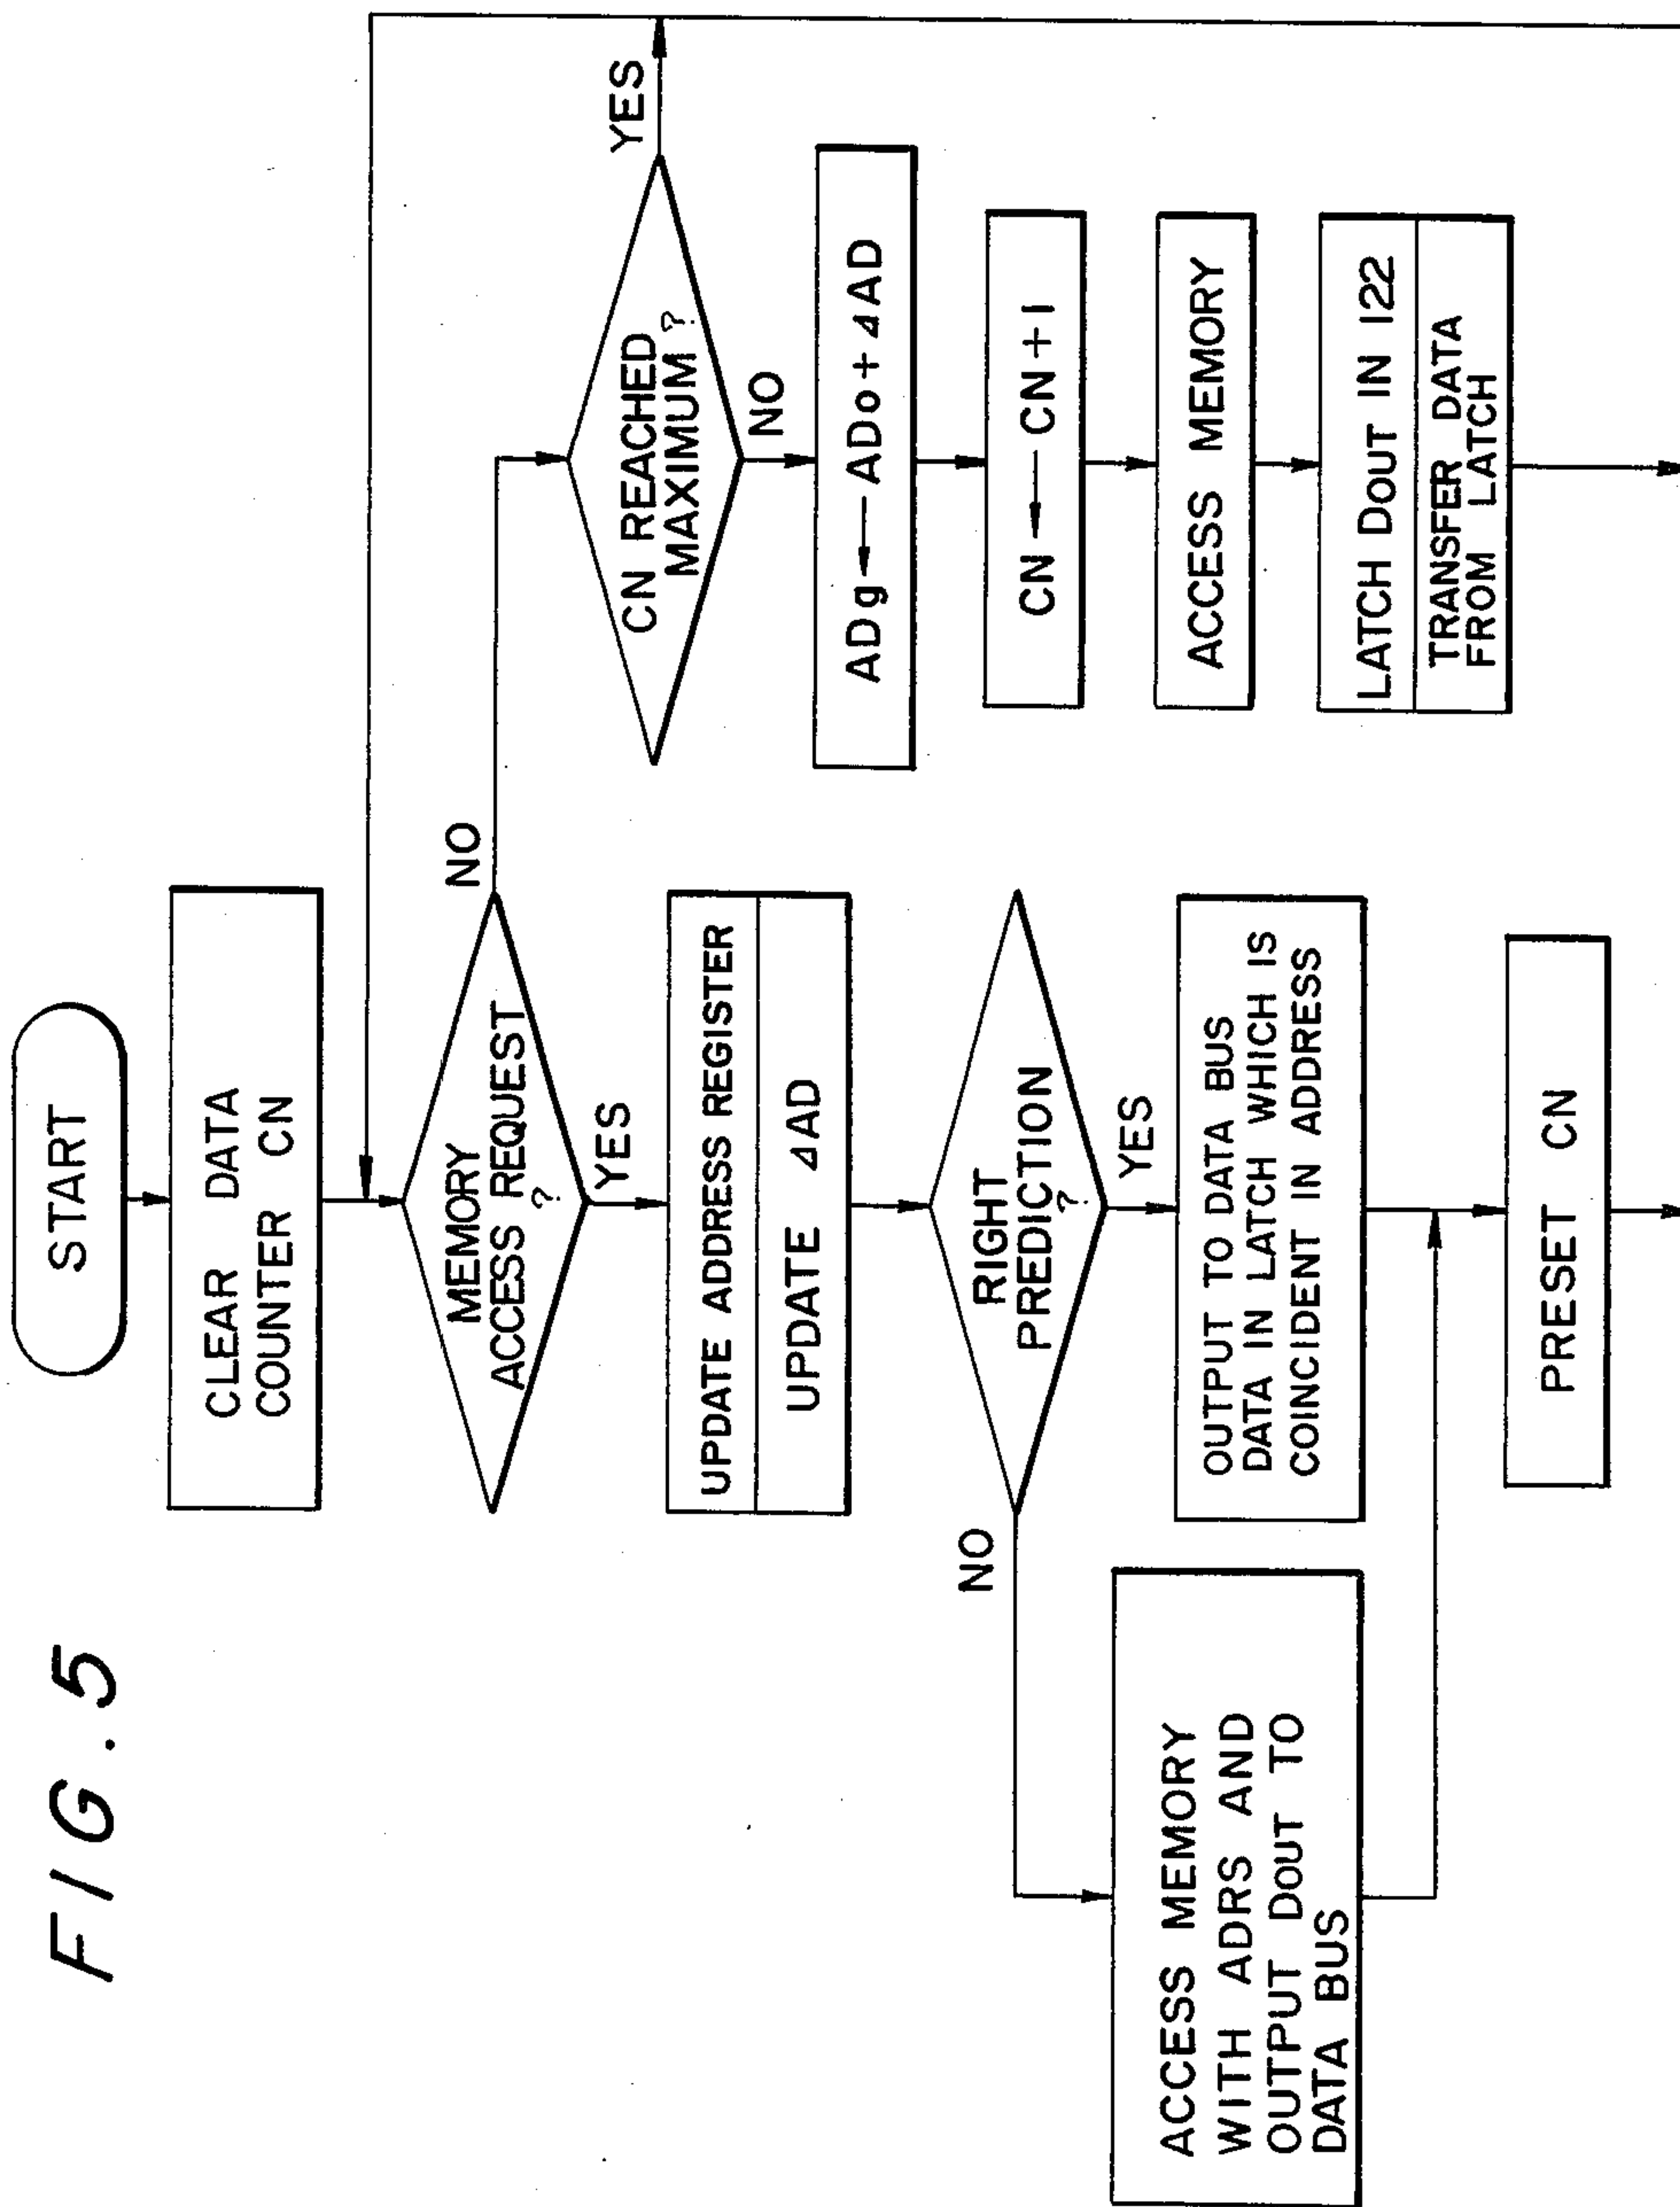 FIG. 5
START
CLEAR DATA
COUNTER CN
MEMORY
ACCESS REQUEST
?
NO
YES
UPDATE ADDRESS REGISTER
UPDATE ⊿AD
RIGHT
PREDICTION
?
NO
YES
ACCESS MEMORY
WITH ADRS AND
OUTPUT DOUT TO
DATA BUS
OUTPUT TO DATA BUS
DATA IN LATCH WHICH IS
COINCIDENT IN ADDRESS
PRESET CN
CN REACHED
MAXIMUM ?
YES
NO
ADg ← ADo + ⊿AD
CN ← CN + 1
ACCESS MEMORY
LATCH DOUT IN 122
TRANSFER DATA
FROM LATCH